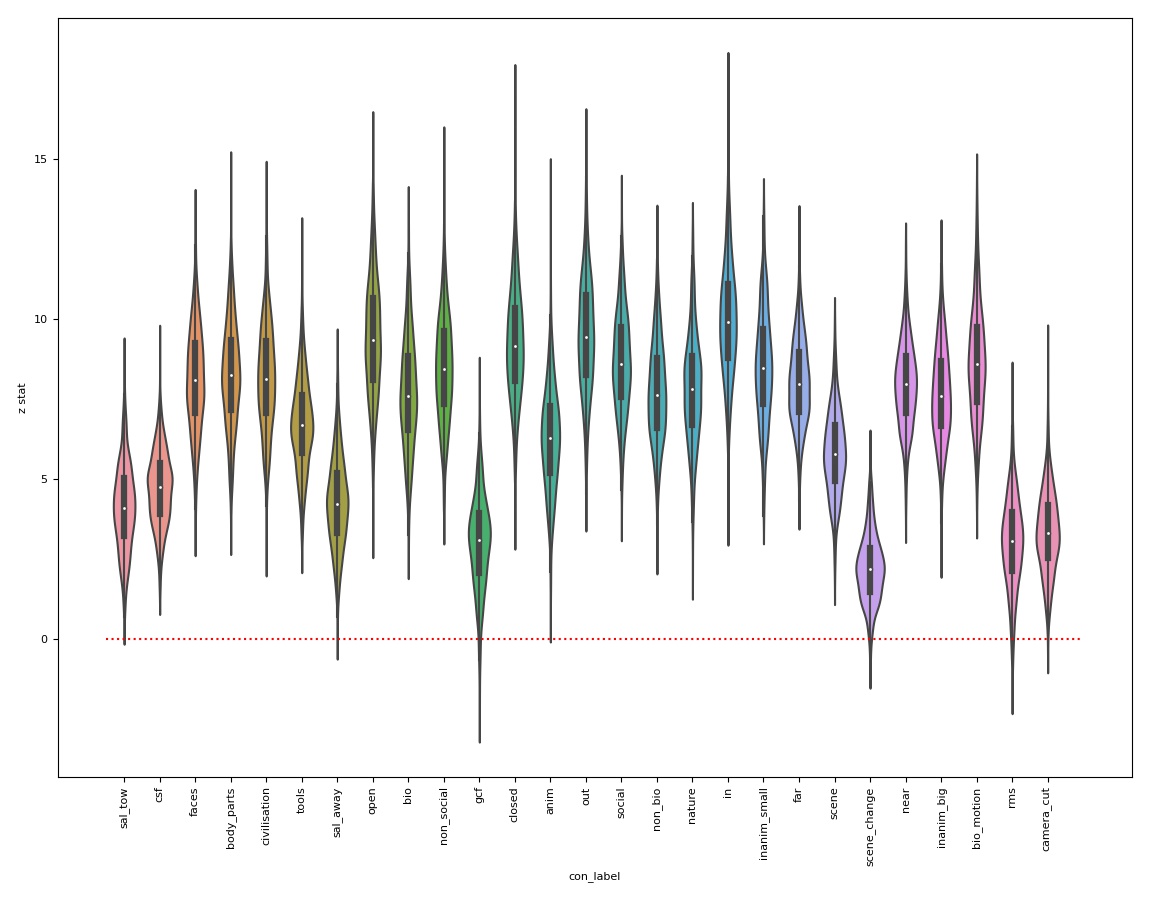 15
10
5
0
z stat
sal_tow
csf
faces
body_parts
civilisation
tools
sal_away
open
bio
non_social
gcf
closed
anim
out
social
non_bio
nature
in
inanim_small
far
scene
scene_change
near
inanim_big
bio_motion
rms
camera_cut
con_label